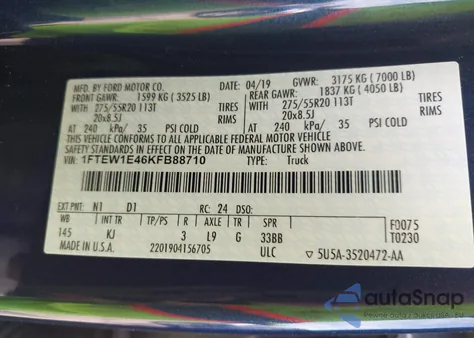 MFD. BY FORD MOTOR CO. DATE: 04/19 GVWR: 3175 KG ( 7000 LB)
FRONT GAWR: 1599 KG ( 3525 LB) REAR GAWR: 1837 KG ( 4050 LB)
WITH 275/55R20 113T TIRES WITH 275/55R20 113T TIRES
20x8.5J RIMS 20x8.5J RIMS
AT 240 kPa/ 35 PSI COLD AT 240 kPa/ 35 PSI COLD
THIS VEHICLE CONFORMS TO ALL APPLICABLE FEDERAL MOTOR VEHICLE
SAFETY STANDARDS IN EFFECT ON THE DATE OF MANUFACTURE SHOWN ABOVE.
VIN: 1FTEW1E46KFB88710 TYPE: Truck
EXT PNT: N1 D1 RC: 24 DSO:
WB INT TR TP/PS R AXLE TR SPR F0075
145 KJ 3 L9 G 33BB T0230
MADE IN U.S.A. 2201904156705 ULC 5U5A-3520472-AA
autoSnap